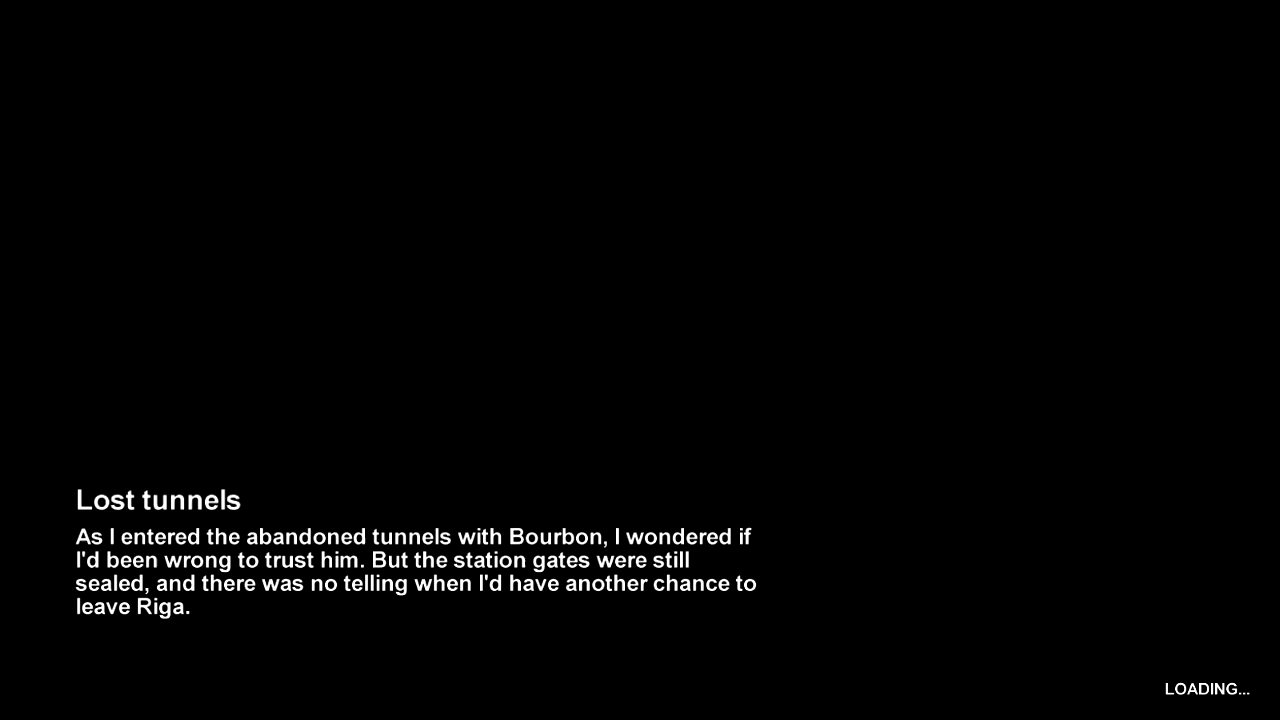 Lost tunnels
As I entered the abandoned tunnels with Bourbon, I wondered if
I'd been wrong to trust him. But the station gates were still
sealed, and there was no telling when I'd have another chance to
leave Riga.
LOADING...